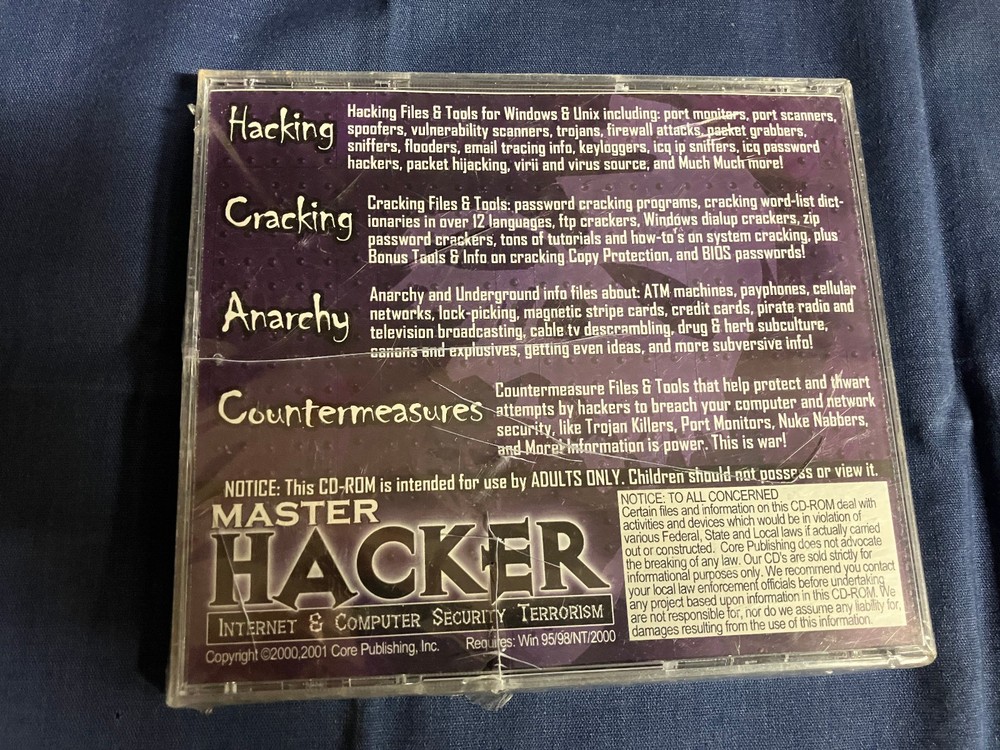 Hacking
Hacking Files & Tools for Windows & Unix including: port monitors, port scanners,
spoofers, vulnerability scanners, trojans, firewall attacks, packet grabbers,
sniffers, flooders, email tracing info, keyloggers, icq ip sniffers, icq password
hackers, packet hijacking, virii and virus source, and Much Much more!
Cracking
Cracking Files & Tools: password cracking programs, cracking word-list dict-
ionaries in over 12 languages, ftp crackers, Windows dialup crackers, zip
password crackers, tons of tutorials and how-to's on system cracking, plus
Bonus Tools & Info on cracking Copy Protection, and BIOS passwords!
Anarchy
Anarchy and Underground info files about: ATM machines, payphones, cellular
networks, lock-picking, magnetic stripe cards, credit cards, pirate radio and
television broadcasting, cable tv descrambling, drug & herb subculture,
canons and explosives, getting even ideas, and more subversive info!
Countermeasures
Countermeasure Files & Tools that help protect and thwart
attempts by hackers to breach your computer and network
security, like Trojan Killers, Port Monitors, Nuke Nabbers,
and More! Information is power. This is war!
NOTICE: This CD-ROM is intended for use by ADULTS ONLY. Children should not possess or view it.
MASTER
HACKER
INTERNET & COMPUTER SECURITY TERRORISM
Copyright ©2000,2001 Core Publishing, Inc. Requires: Win 95/98/NT/2000
NOTICE: TO ALL CONCERNED
Certain files and information on this CD-ROM deal with
activities and devices which would be in violation of
various Federal, State and Local laws if actually carried
out or constructed. Core Publishing does not advocate
the breaking of any law. Our CD's are sold strictly for
informational purposes only. We recommend you contact
your local law enforcement officials before undertaking
any project based upon information in this CD-ROM. We
are not responsible for, nor do we assume any liability for,
damages resulting from the use of this information.